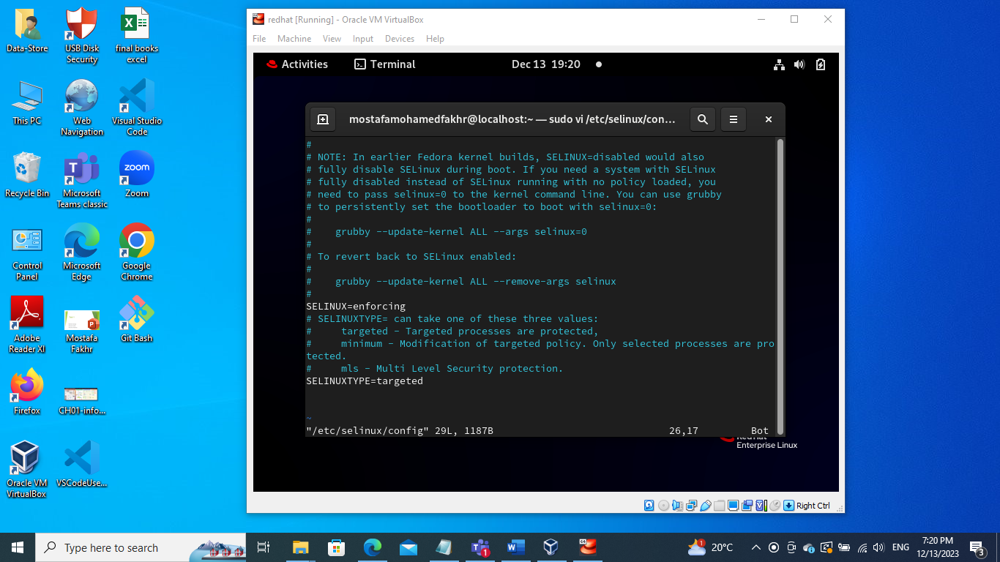 Data-Store
USB Disk
Security
final books
excel
This PC
Web
Navigation
Visual Studio
Code
Recycle Bin
Microsoft
Teams classic
zoom
Zoom
Control
Panel
Microsoft
Edge
Google
Chrome
Adobe
Reader XI
Mostafa
Fakhr
Git Bash
Firefox
CH01-info...
Oracle VM
VirtualBox
VSCodeUse...
redhat [Running] - Oracle VM VirtualBox
File Machine View Input Devices Help
Activities Terminal Dec 13 19:20
mostafamohamedfakhr@localhost:~ — sudo vi /etc/selinux/con...
#
# NOTE: In earlier Fedora kernel builds, SELINUX=disabled would also
# fully disable SELinux during boot. If you need a system with SELinux
# fully disabled instead of SELinux running with no policy loaded, you
# need to pass selinux=0 to the kernel command line. You can use grubby
# to persistently set the bootloader to boot with selinux=0:
#
#    grubby --update-kernel ALL --args selinux=0
#
# To revert back to SELinux enabled:
#
#    grubby --update-kernel ALL --remove-args selinux
#
SELINUX=enforcing
# SELINUXTYPE= can take one of these three values:
#     targeted - Targeted processes are protected,
#     minimum - Modification of targeted policy. Only selected processes are pro
tected.
#     mls - Multi Level Security protection.
SELINUXTYPE=targeted
~
"/etc/selinux/config" 29L, 1187B 26,17 Bot
Enterprise Linux
Right Ctrl
Type here to search
1
1
20°C
ENG
7:20 PM
12/13/2023
3